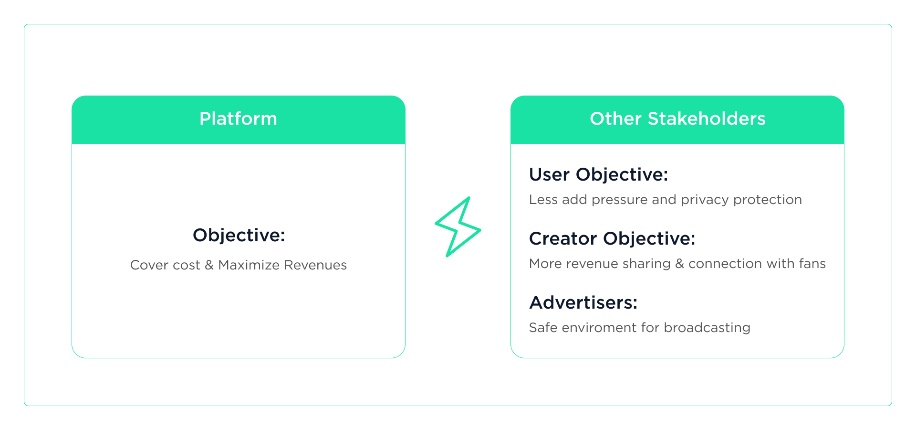 Platform
Objective:
Cover cost & Maximize Revenues
Other Stakeholders
User Objective:
Less add pressure and privacy protection
Creator Objective:
More revenue sharing & connection with fans
Advertisers:
Safe enviroment for broadcasting